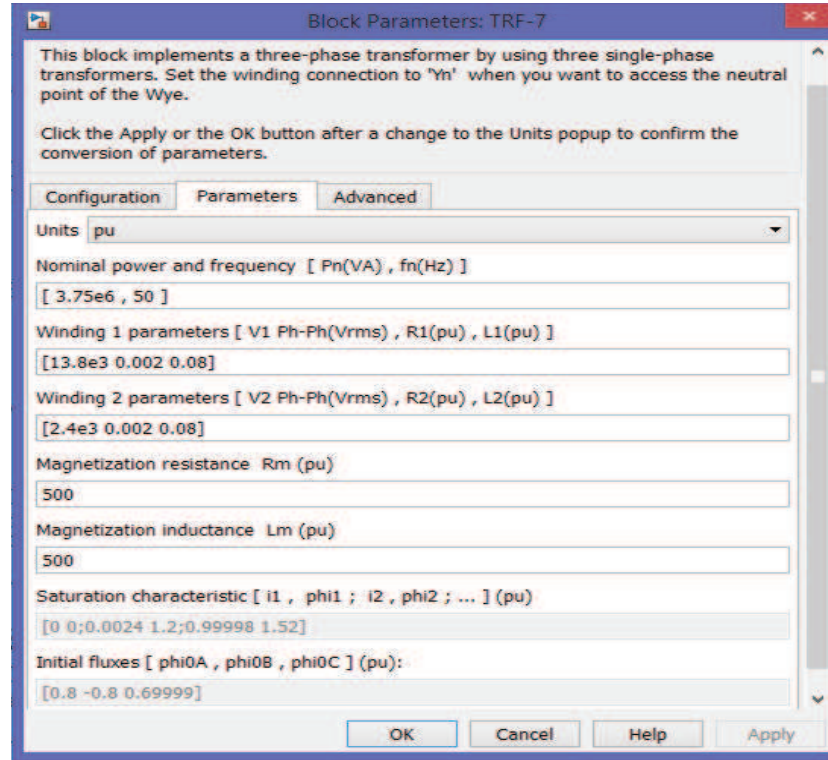 Block Parameters: TRF-7
This block implements a three-phase transformer by using three single-phase
transformers. Set the winding connection to 'Yn' when you want to access the neutral
point of the Wye.
Click the Apply or the OK button after a change to the Units popup to confirm the
conversion of parameters.
Configuration Parameters Advanced
Units pu
Nominal power and frequency [ Pn(VA) , fn(Hz) ]
[ 3.75e6 , 50 ]
Winding 1 parameters [ V1 Ph-Ph(Vrms) , R1(pu) , L1(pu) ]
[13.8e3 0.002 0.08]
Winding 2 parameters [ V2 Ph-Ph(Vrms) , R2(pu) , L2(pu) ]
[2.4e3 0.002 0.08]
Magnetization resistance Rm (pu)
500
Magnetization inductance Lm (pu)
500
Saturation characteristic [ i1 , phi1 ; i2 , phi2 ; ... ] (pu)
[0 0;0.0024 1.2;0.99998 1.52]
Initial fluxes [ phi0A , phi0B , phi0C ] (pu):
[0.8 -0.8 0.69999]
OK Cancel Help Apply